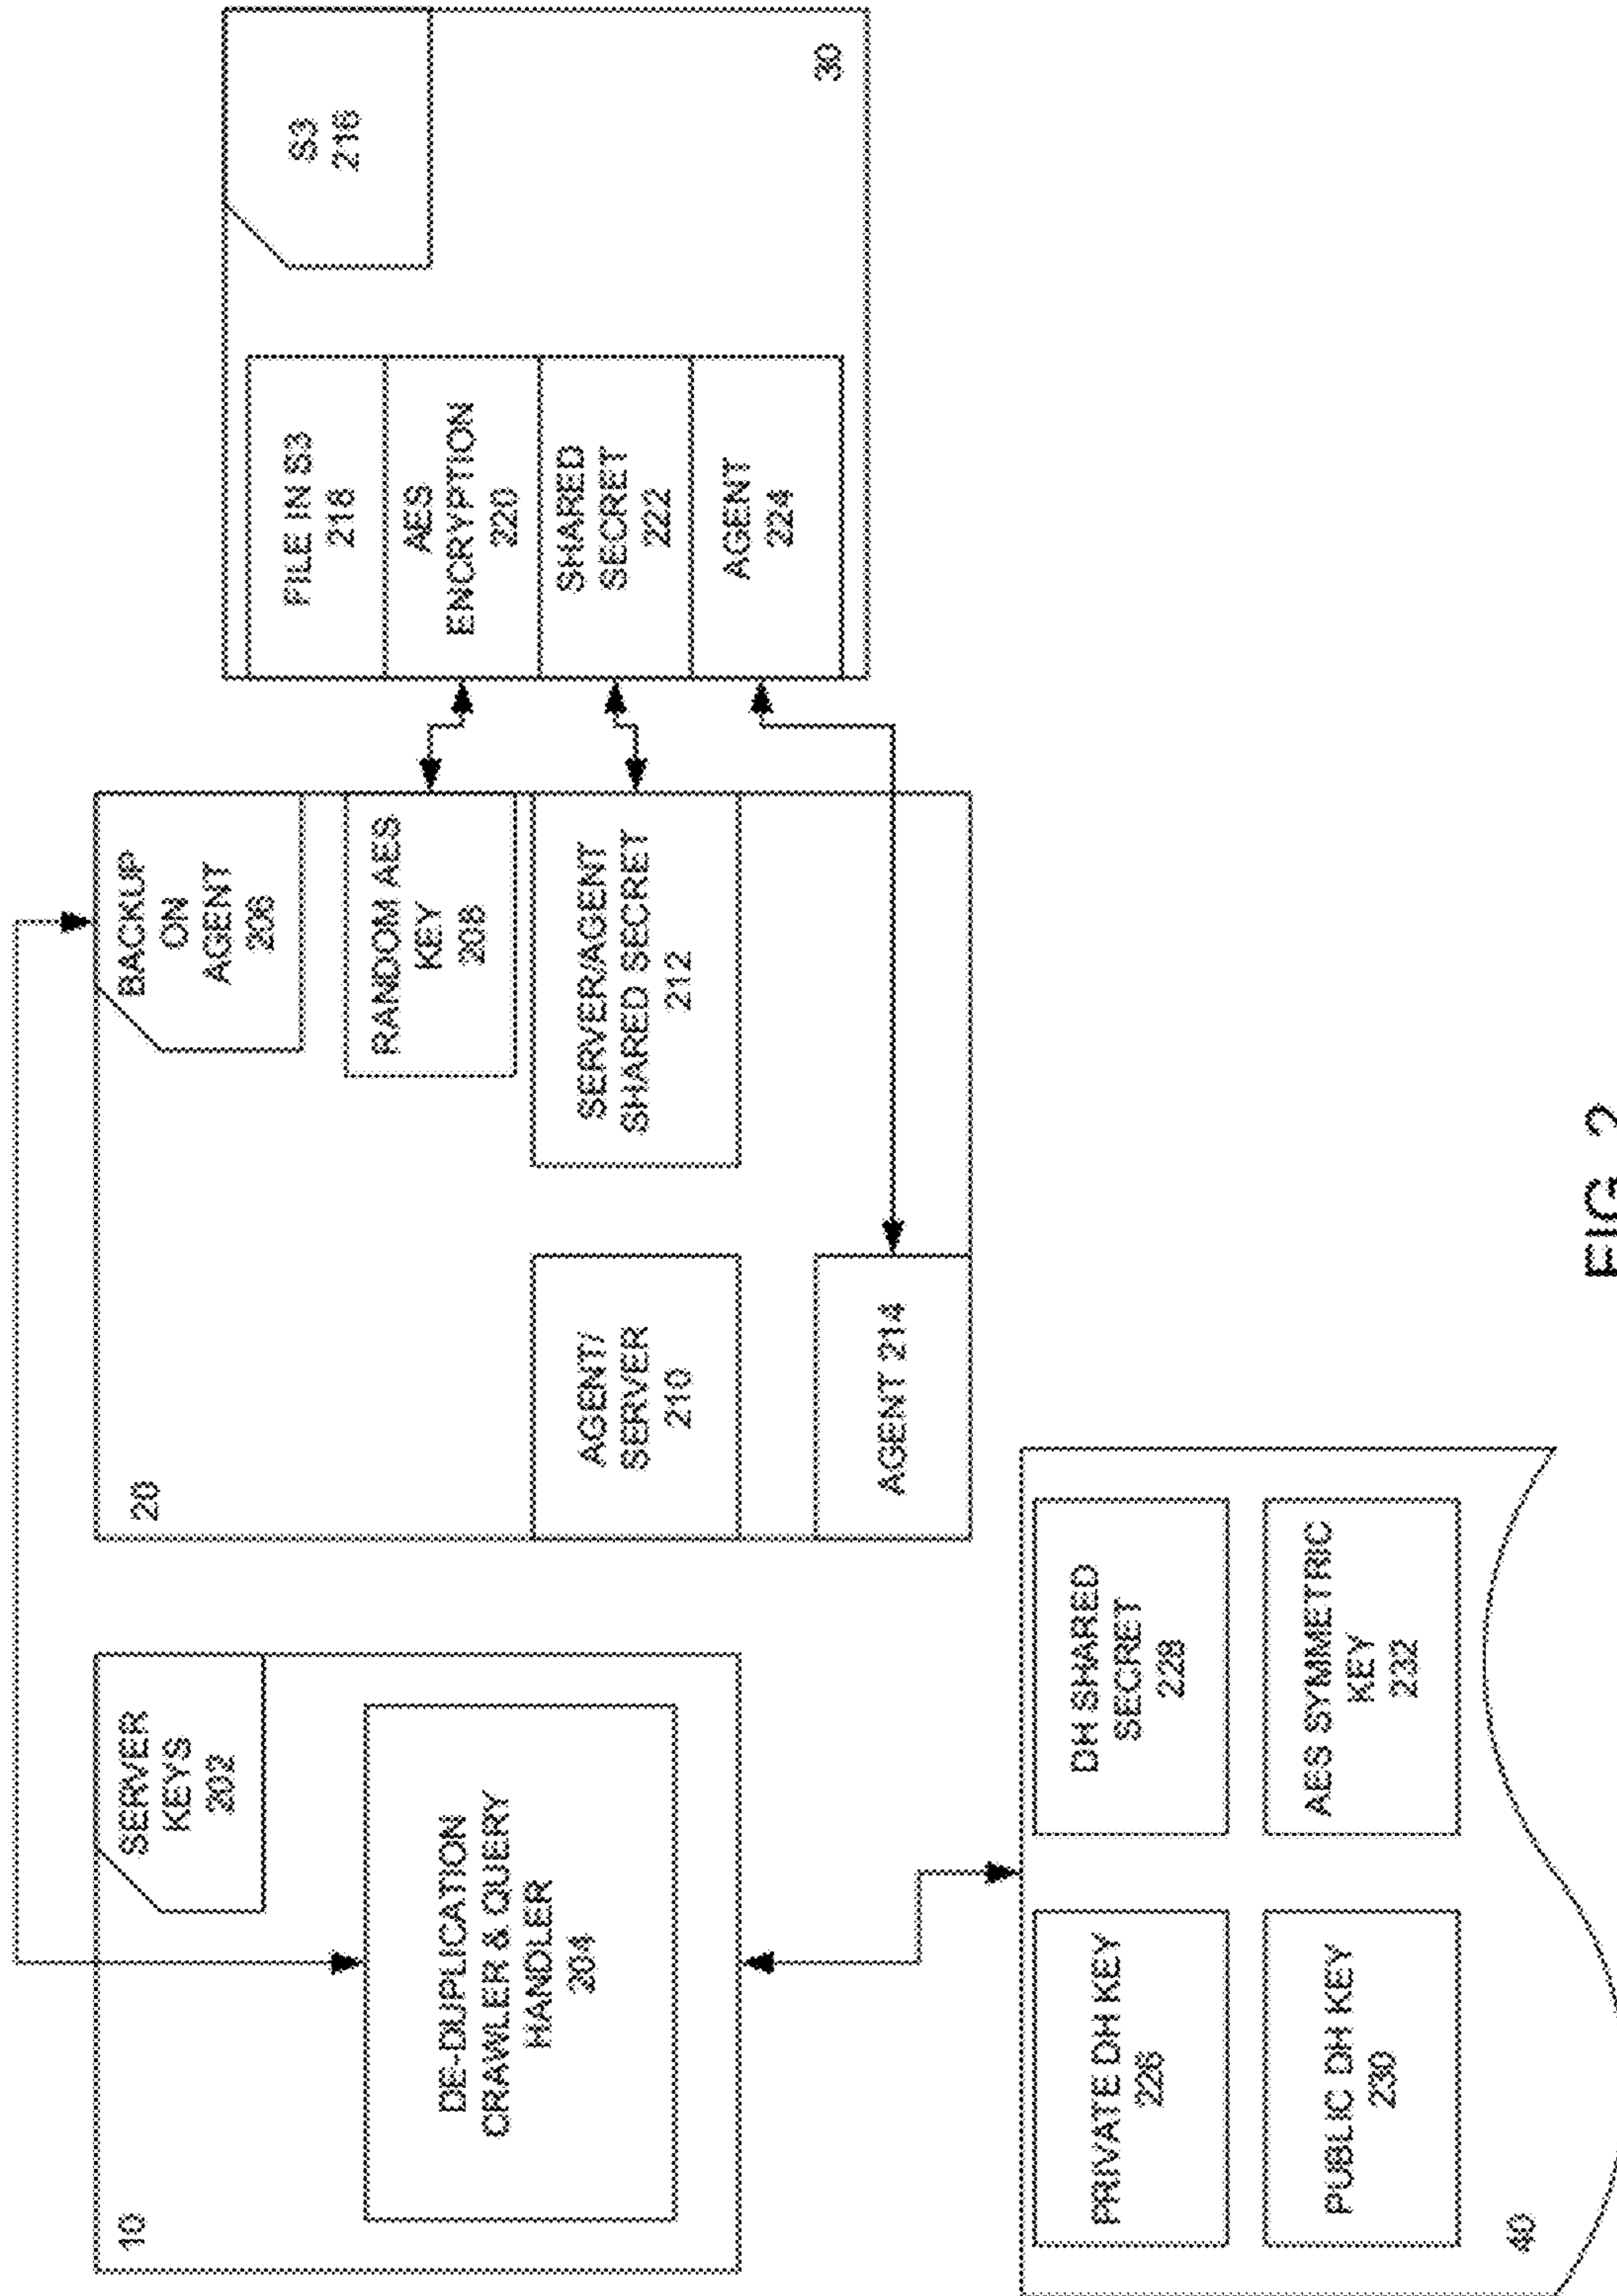 10
SERVER
KEYS
202
DE-DUPLICATION
CRAWLER & QUERY
HANDLER
204
20
BACKUP
ON
AGENT
206
RANDOM AES
KEY
208
AGENT/
SERVER
210
SERVER/AGENT
SHARED SECRET
212
AGENT 214
S3
216
FILE IN S3
218
AES
ENCRYPTION
220
SHARED
SECRET
222
AGENT
224
30
PRIVATE DH KEY
226
DH SHARED
SECRET
228
PUBLIC DH KEY
230
AES SYMMETRIC
KEY
232
40
FIG. 2